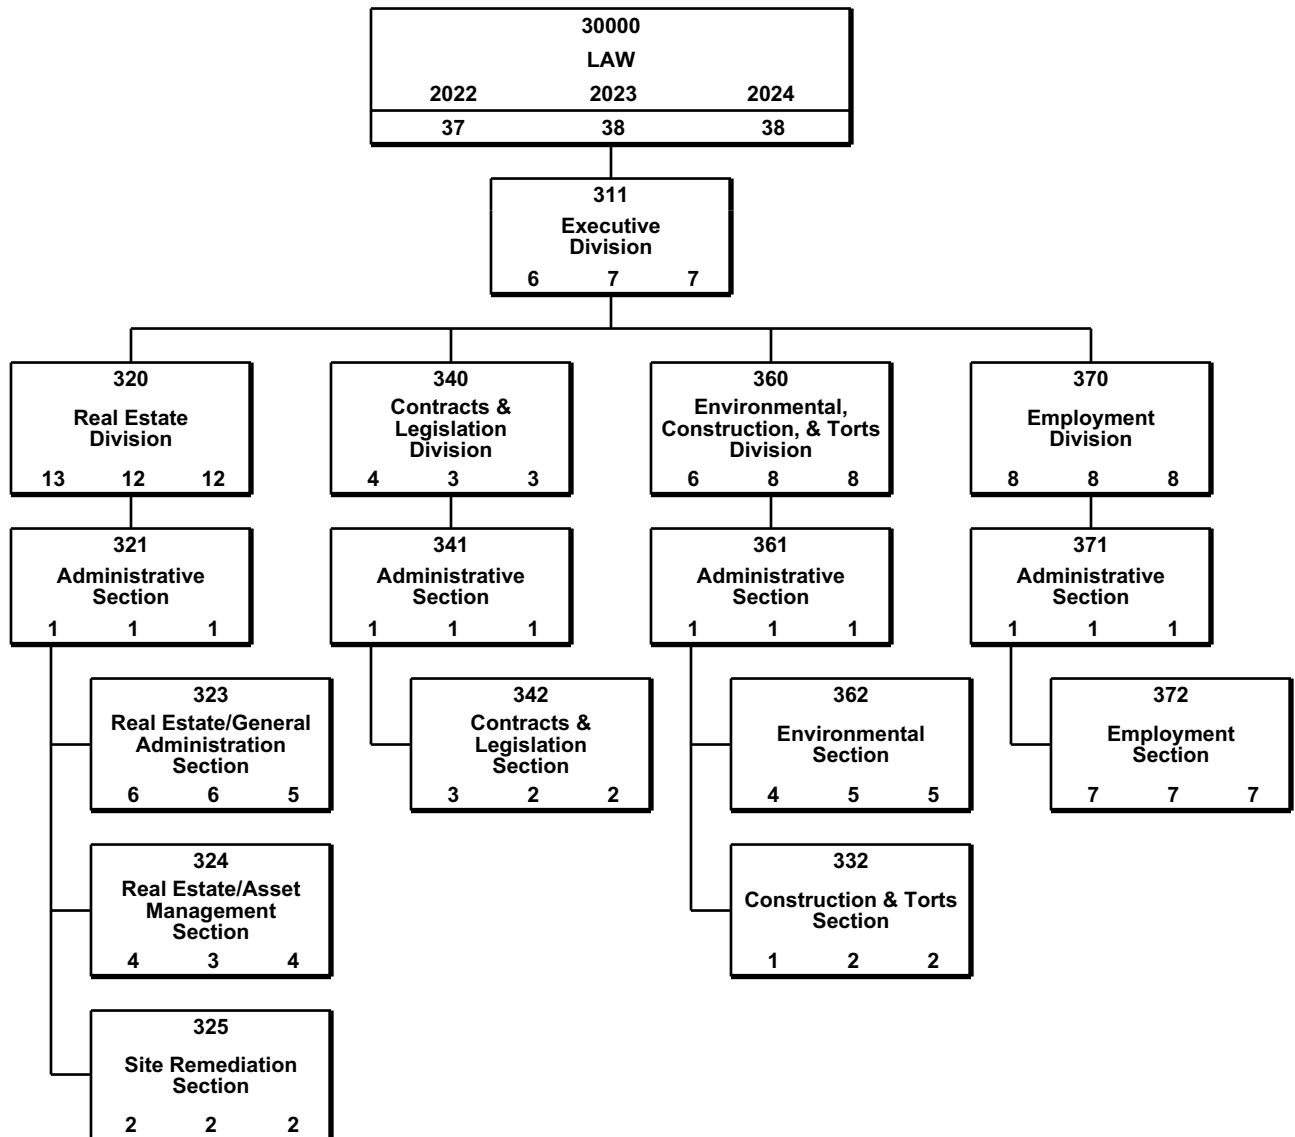 30000
LAW
2022 2023 2024
37 38 38
311
Executive
Division
6 7 7
320
Real Estate
Division
13 12 12
340
Contracts &
Legislation
Division
4 3 3
360
Environmental,
Construction, & Torts
Division
6 8 8
370
Employment
Division
8 8 8
321
Administrative
Section
1 1 1
341
Administrative
Section
1 1 1
361
Administrative
Section
1 1 1
371
Administrative
Section
1 1 1
323
Real Estate/General
Administration
Section
6 6 5
342
Contracts &
Legislation
Section
3 2 2
362
Environmental
Section
4 5 5
372
Employment
Section
7 7 7
324
Real Estate/Asset
Management
Section
4 3 4
332
Construction & Torts
Section
1 2 2
325
Site Remediation
Section
2 2 2